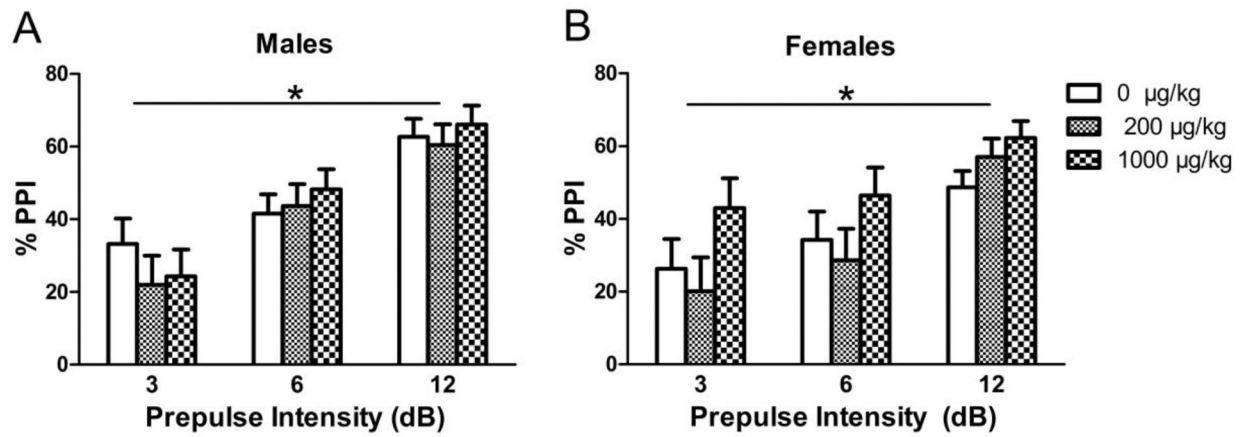 A
Males
*
% PPI
80
60
40
20
0
3 6 12
Prepulse Intensity (dB)
B
Females
*
% PPI
80
60
40
20
0
3 6 12
Prepulse Intensity (dB)
0 µg/kg
200 µg/kg
1000 µg/kg